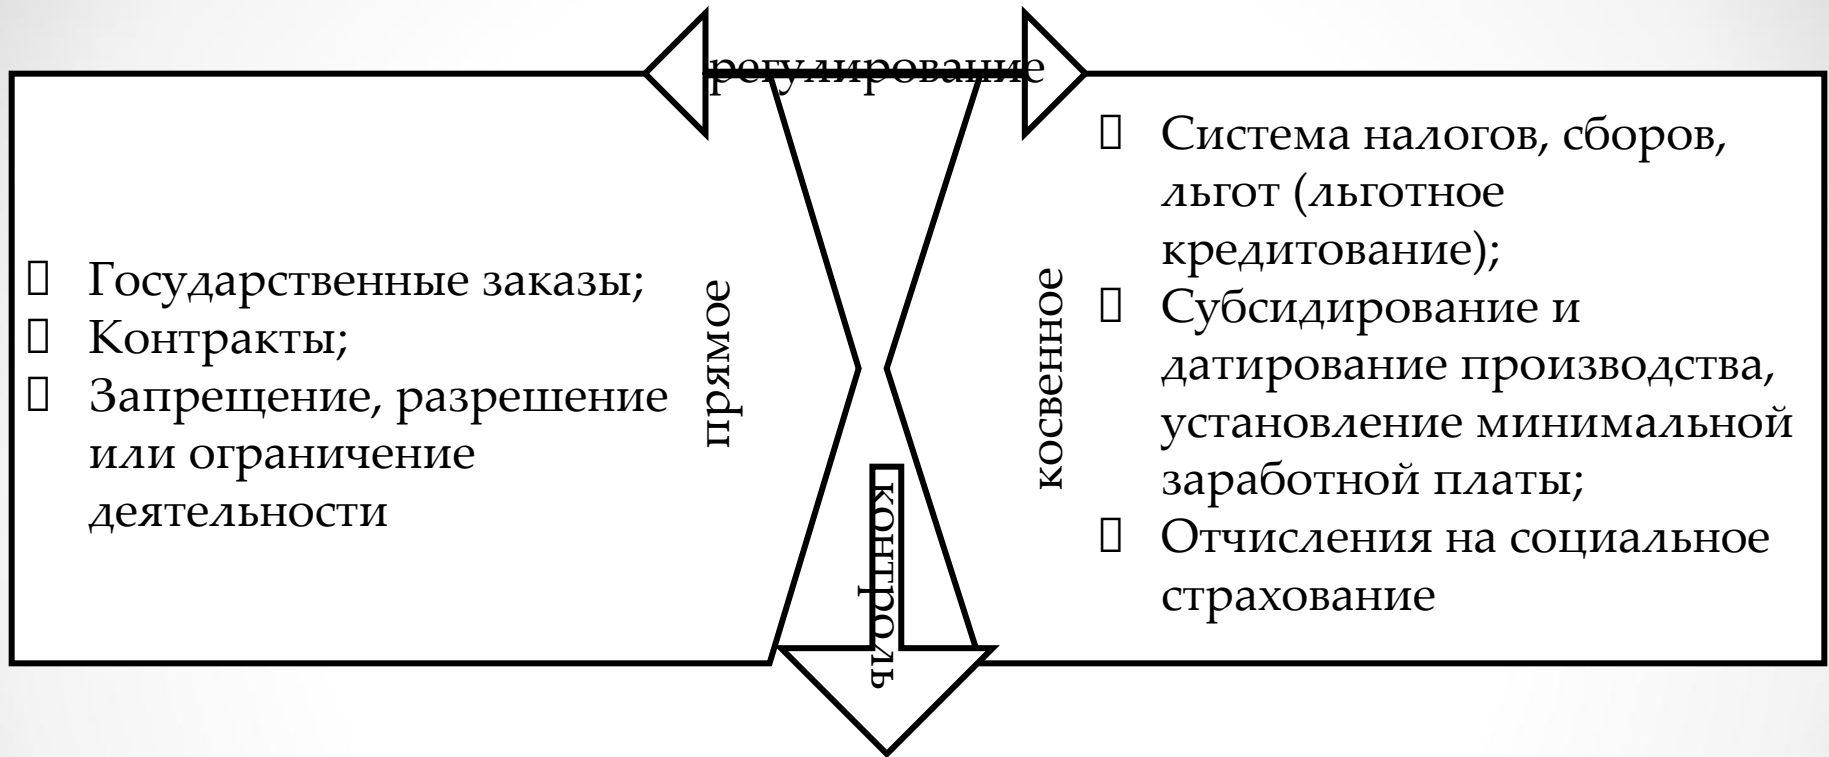 регулирование
Государственные заказы;
Контракты;
Запрещение, разрешение
или ограничение
деятельности
прямое
контроль
косвенное
Система налогов, сборов,
льгот (льготное
кредитование);
Субсидирование и
датирование производства,
установление минимальной
заработной платы;
Отчисления на социальное
страхование